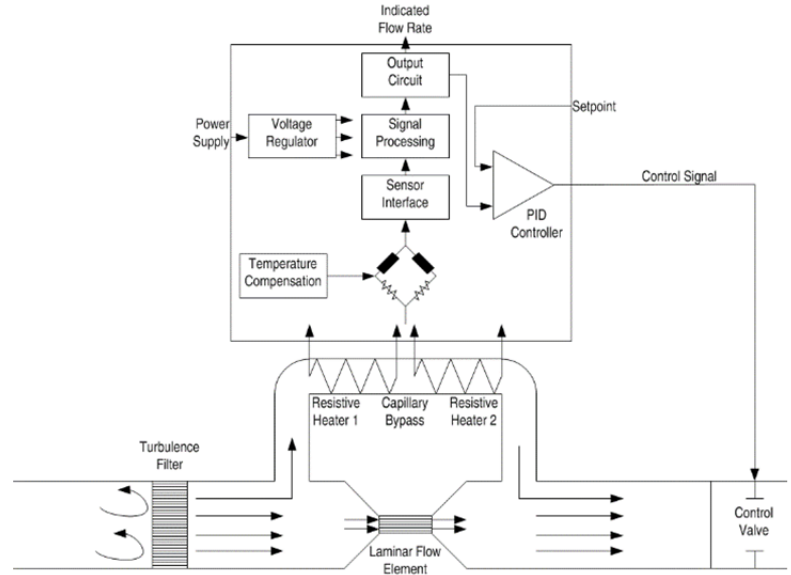 Indicated
Flow Rate
Output
Circuit
Setpoint
Power
Supply
Voltage
Regulator
Signal
Processing
Sensor
Interface
Control Signal
PID
Controller
Temperature
Compensation
Resistive
Heater 1
Capillary
Bypass
Resistive
Heater 2
Turbulence
Filter
Control
Valve
Laminar Flow
Element